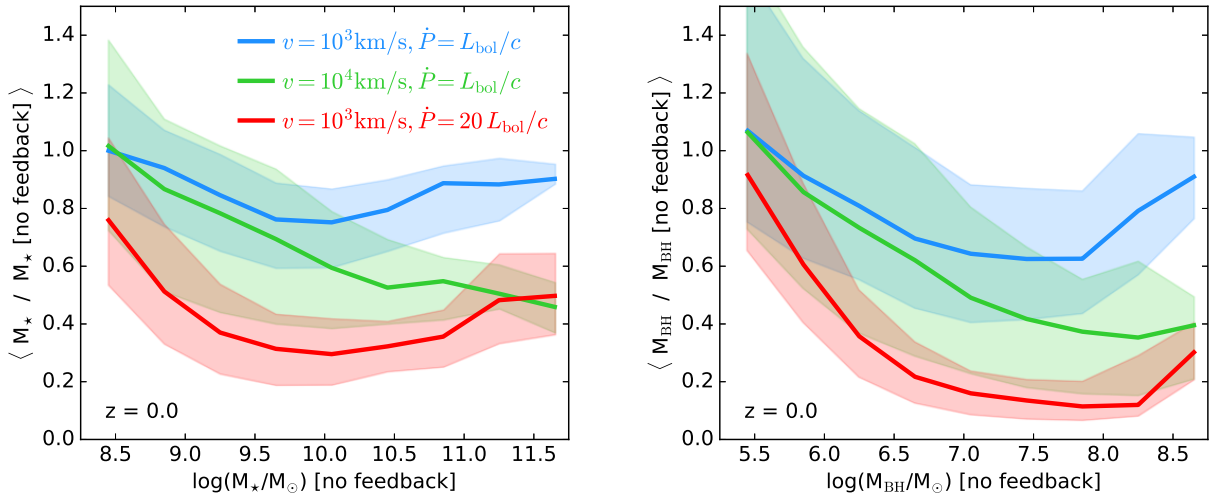 1.4
1.2
1.0
0.8
0.6
0.4
0.2
0.0
⟨ M⋆ / M⋆ [no feedback] ⟩
v = 10³km/s, Ṗ = L_bol/c
v = 10⁴km/s, Ṗ = L_bol/c
v = 10³km/s, Ṗ = 20 L_bol/c
z = 0.0
8.5 9.0 9.5 10.0 10.5 11.0 11.5
log(M⋆/M⊙) [no feedback]
1.4
1.2
1.0
0.8
0.6
0.4
0.2
0.0
⟨ M_BH / M_BH [no feedback] ⟩
z = 0.0
5.5 6.0 6.5 7.0 7.5 8.0 8.5
log(M_BH/M⊙) [no feedback]